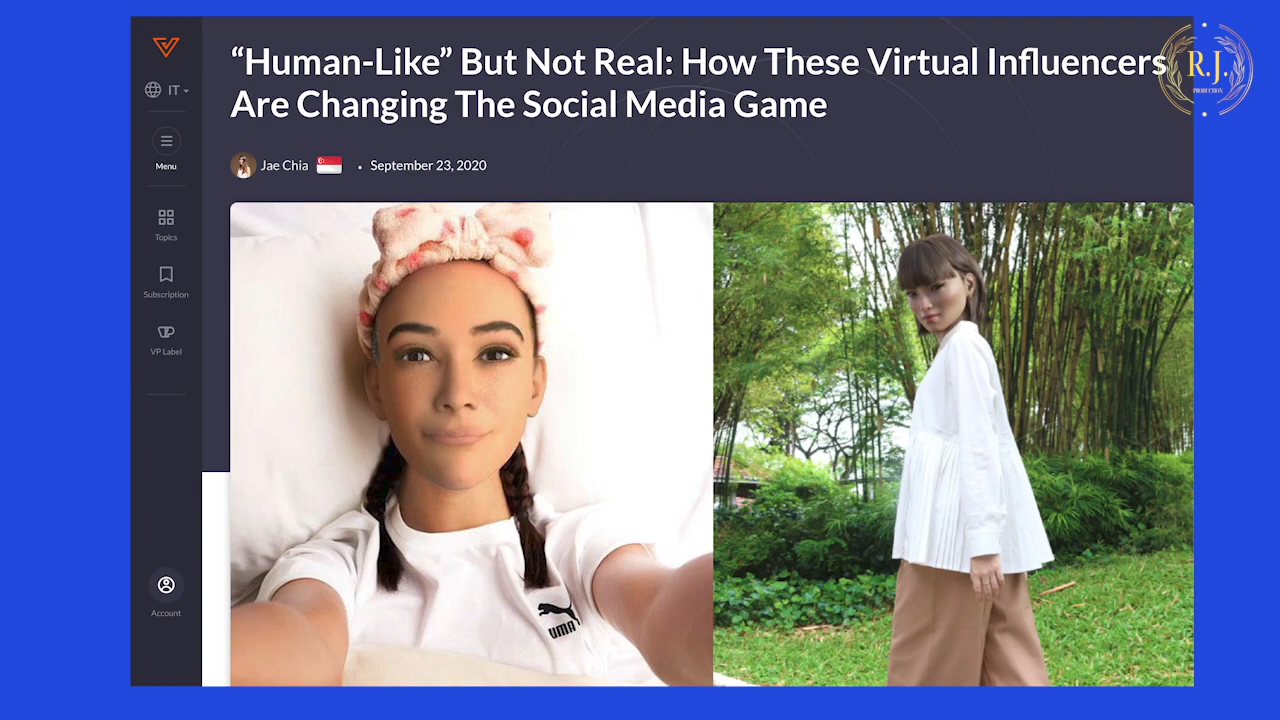 “Human-Like” But Not Real: How These Virtual Influencers
Are Changing The Social Media Game
Jae Chia
• September 23, 2020
IT
Menu
Topics
Subscription
VP Label
Account
UMA
R.J.
PRODUCTION